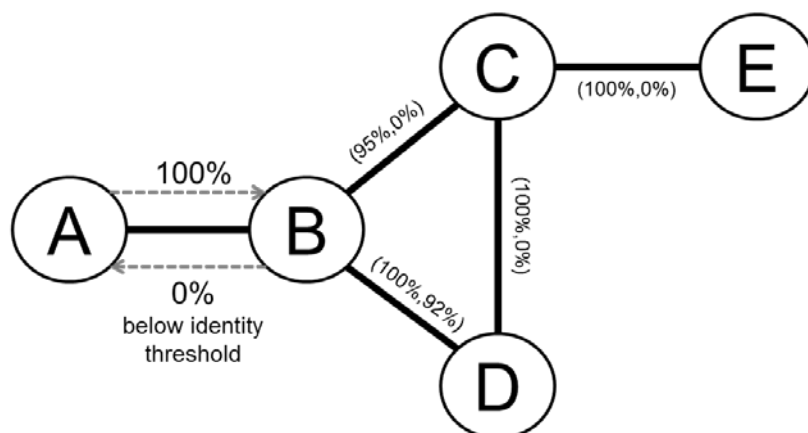 C
E
(100%,0%)
(95%,0%)
100%
A
B
(100%,0%)
0%
below identity
threshold
(100%,92%)
D